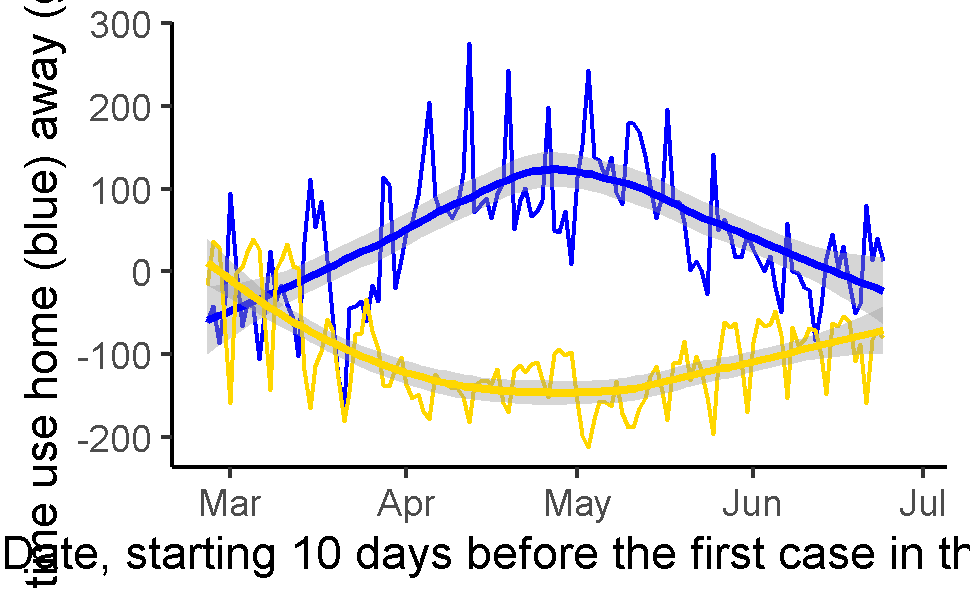 time use home (blue) away (
300
200
100
0
-100
-200
Mar Apr May Jun Jul
Date, starting 10 days before the first case in th